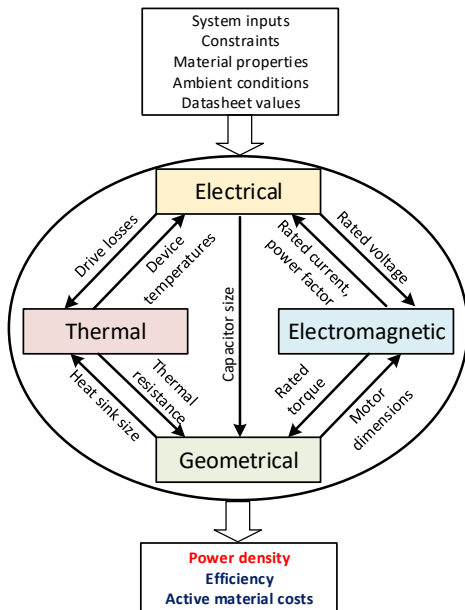 System inputs
Constraints
Material properties
Ambient conditions
Datasheet values
Electrical
Drive losses
Device
temperatures
Capacitor size
Rated current,
power factor
Rated voltage
Thermal
Electromagnetic
Heat sink size
Thermal
resistance
Rated
torque
Motor
dimensions
Geometrical
Power density
Efficiency
Active material costs